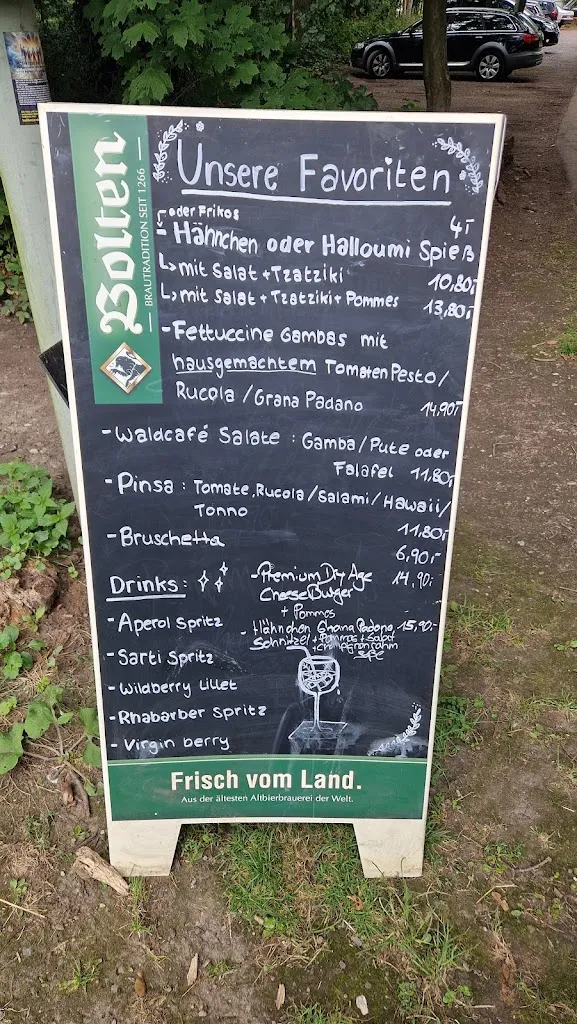 Bolten
BRAUTRADITION SEIT 1266
Unsere Favoriten
oder Frikos
4,-
- Hähnchen oder Halloumi Spieß
↳ mit Salat + Tzatziki 10,80,-
↳ mit Salat + Tzatziki + Pommes 13,80,-
- Fettuccine Gambas mit
hausgemachtem Tomaten Pesto/
Rucola / Grana Padano 14,90,-
- Waldcafé Salate : Gamba / Pute oder
Falafel 11,80,-
- Pinsa : Tomate, Rucola / Salami / Hawaii /
Tonno 11,80,-
- Bruschetta 6,90,-
Drinks:
- Aperol Spritz
- Sarti Spritz
- Wildberry Lillet
- Rhabarber Spritz
- Virgin berry
- Premium Dry Age 14,90,-
CheeseBurger
+ Pommes
- Hähnchen Grana Padano 15,90,-
Schnitzel + Pommes + Salat
+ Champignonrahm
soße
Frisch vom Land.
Aus der ältesten Altbierbrauerei der Welt.